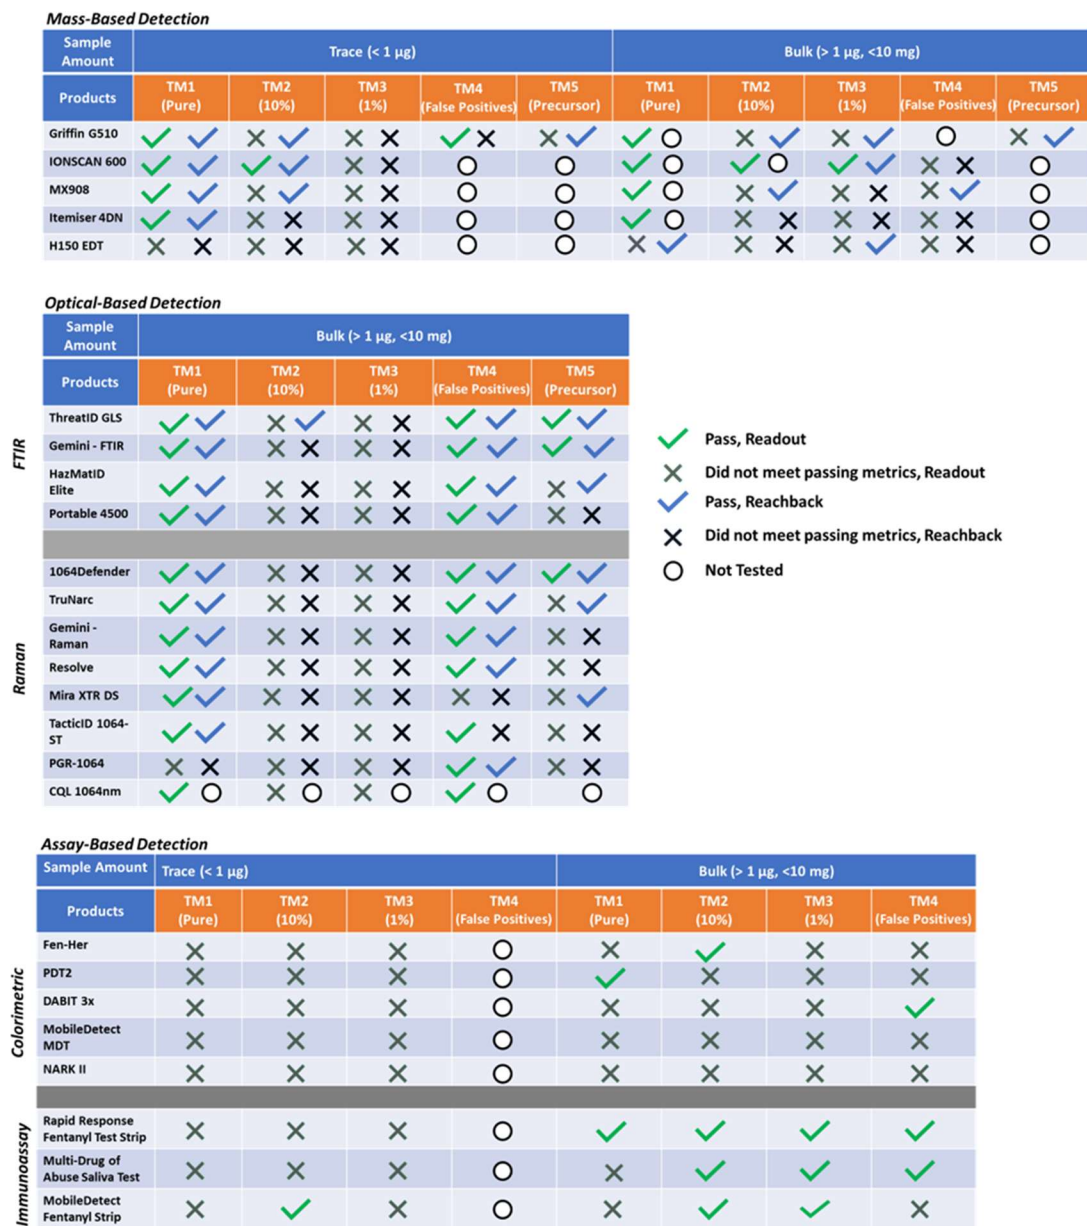 Mass-Based Detection
Sample
Amount
Trace (< 1 µg)
Bulk (> 1 µg, <10 mg)
Products
TM1
(Pure)
TM2
(10%)
TM3
(1%)
TM4
(False Positives)
TM5
(Precursor)
TM1
(Pure)
TM2
(10%)
TM3
(1%)
TM4
(False Positives)
TM5
(Precursor)
Griffin G510
IONSCAN 600
MX908
Itemiser 4DN
H150 EDT
Optical-Based Detection
Sample
Amount
Bulk (> 1 µg, <10 mg)
Products
TM1
(Pure)
TM2
(10%)
TM3
(1%)
TM4
(False Positives)
TM5
(Precursor)
FTIR
ThreatID GLS
Gemini - FTIR
HazMatID
Elite
Portable 4500
Raman
1064Defender
TruNarc
Gemini -
Raman
Resolve
Mira XTR DS
TacticID 1064-
ST
PGR-1064
CQL 1064nm
Pass, Readout
Did not meet passing metrics, Readout
Pass, Reachback
Did not meet passing metrics, Reachback
Not Tested
Assay-Based Detection
Sample Amount
Trace (< 1 µg)
Bulk (> 1 µg, <10 mg)
Products
TM1
(Pure)
TM2
(10%)
TM3
(1%)
TM4
(False Positives)
TM1
(Pure)
TM2
(10%)
TM3
(1%)
TM4
(False Positives)
Colorimetric
Fen-Her
PDT2
DABIT 3x
MobileDetect
MDT
NARK II
Immunoassay
Rapid Response
Fentanyl Test Strip
Multi-Drug of
Abuse Saliva Test
MobileDetect
Fentanyl Strip